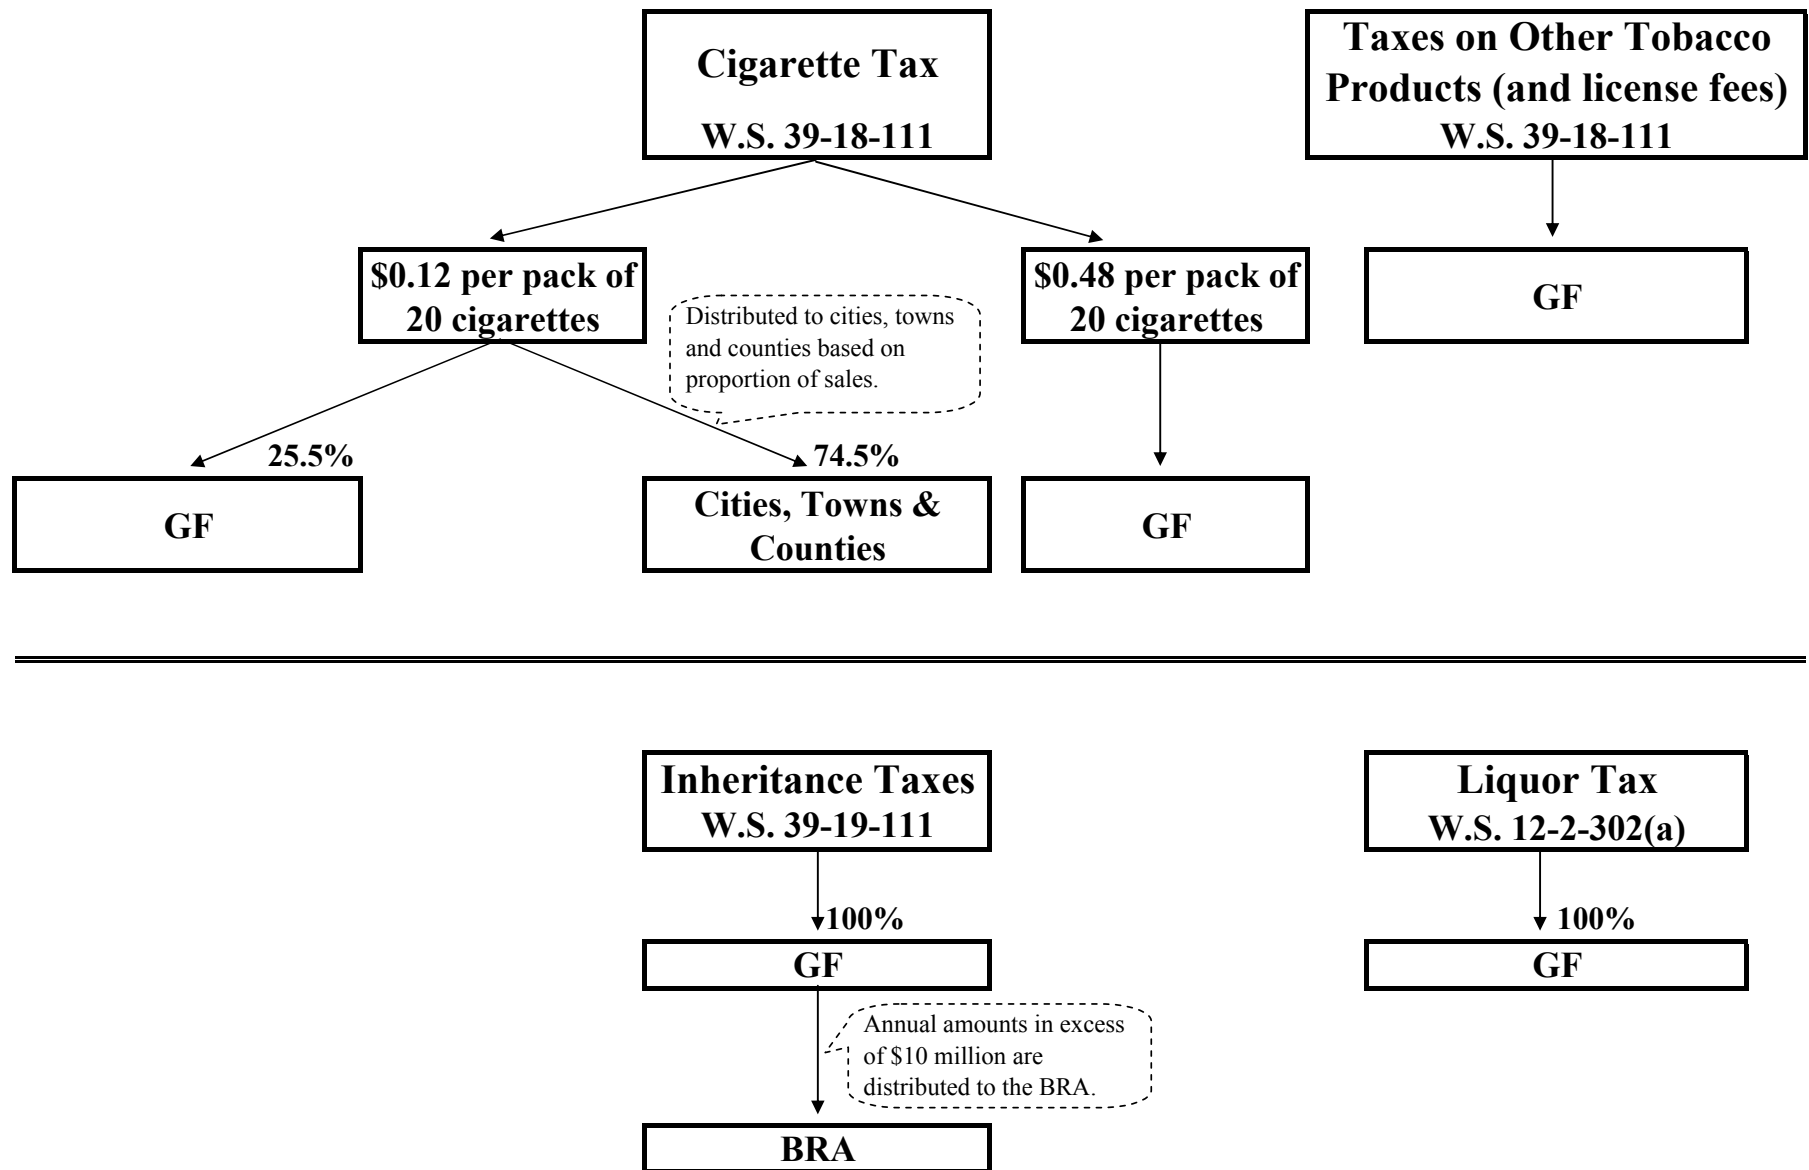 Cigarette Tax
W.S. 39-18-111
Taxes on Other Tobacco
Products (and license fees)
W.S. 39-18-111
$0.12 per pack of
20 cigarettes
Distributed to cities, towns
and counties based on
proportion of sales.
$0.48 per pack of
20 cigarettes
GF
25.5%
74.5%
GF
Cities, Towns &
Counties
GF
Inheritance Taxes
W.S. 39-19-111
Liquor Tax
W.S. 12-2-302(a)
100%
100%
GF
GF
Annual amounts in excess
of $10 million are
distributed to the BRA.
BRA